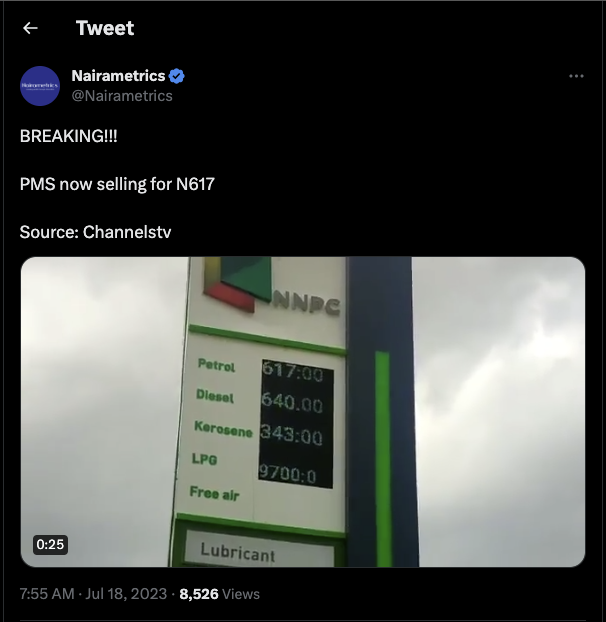 Tweet
Nairametrics
Nairametrics
@Nairametrics
BREAKING!!!
PMS now selling for N617
Source: Channelstv
NNPC
Petrol 617:00
Diesel 640.00
Kerosene 343:00
LPG 9700:0
Free air
Lubricant
0:25
7:55 AM · Jul 18, 2023 · 8,526 Views